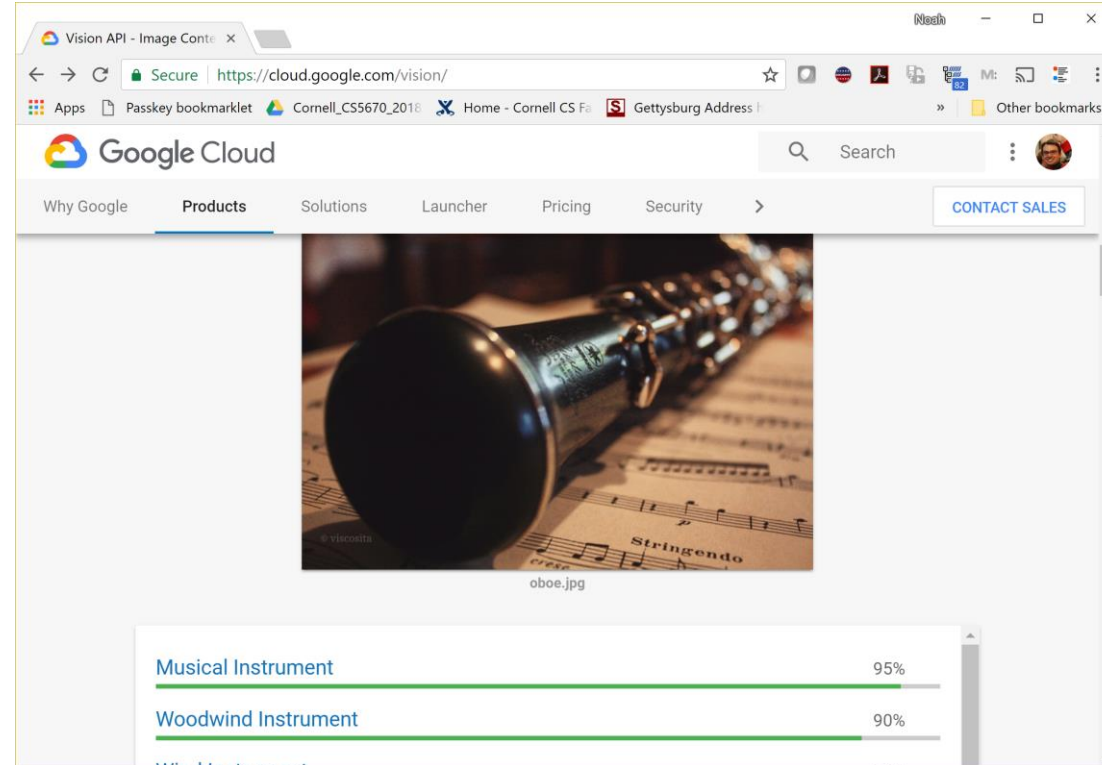 Noah
Vision API - Image Conte
Secure https://cloud.google.com/vision/
M:
82
Apps Passkey bookmarklet Cornell_CS5670_2018 Home - Cornell CS Fa S Gettysburg Address h » Other bookmarks
Google Cloud Search
Why Google Products Solutions Launcher Pricing Security CONTACT SALES
p
Stringendo
cresc
© viscosita
oboe.jpg
Musical Instrument 95%
Woodwind Instrument 90%